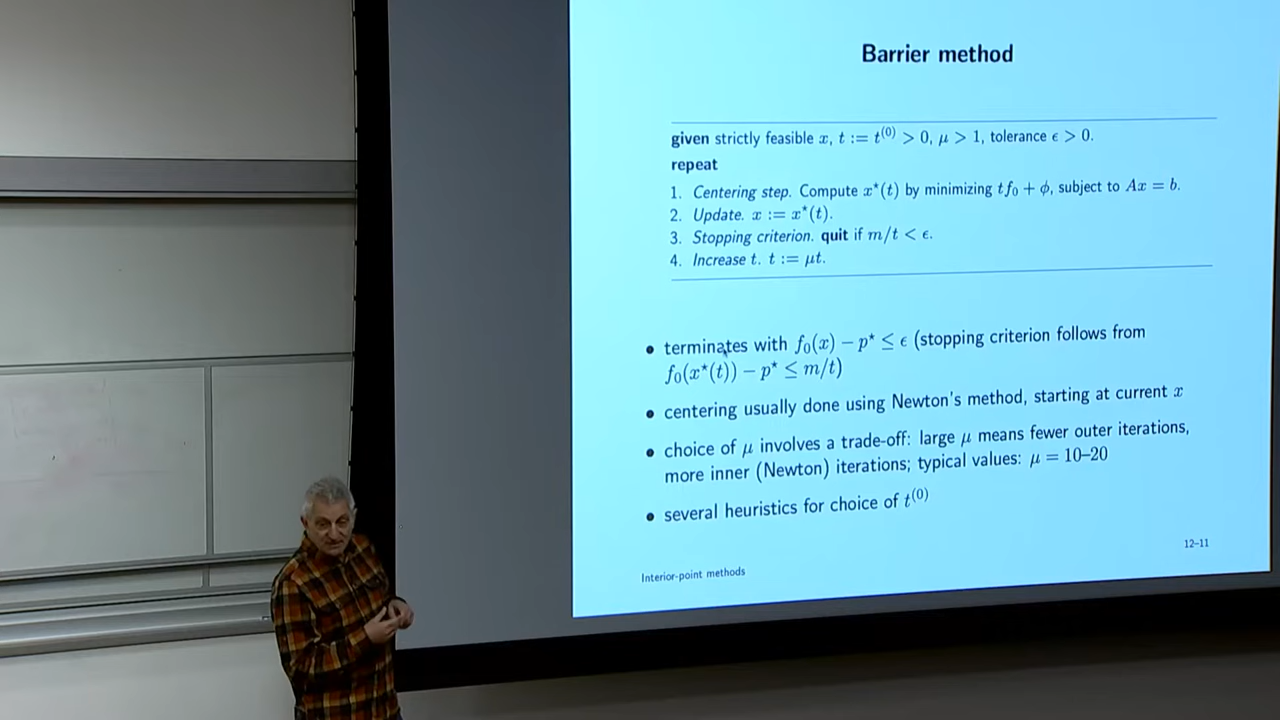 Barrier method
given strictly feasible x, t := t⁽⁰⁾ > 0, μ > 1, tolerance ϵ > 0.
repeat
1. Centering step. Compute x⋆(t) by minimizing tf₀ + ϕ, subject to Ax = b.
2. Update. x := x⋆(t).
3. Stopping criterion. quit if m/t < ϵ.
4. Increase t. t := μt.
• terminates with f₀(x) − p⋆ ≤ ϵ (stopping criterion follows from
f₀(x⋆(t)) − p⋆ ≤ m/t)
• centering usually done using Newton's method, starting at current x
• choice of μ involves a trade-off: large μ means fewer outer iterations,
more inner (Newton) iterations; typical values: μ = 10–20
• several heuristics for choice of t⁽⁰⁾
Interior-point methods
12–11